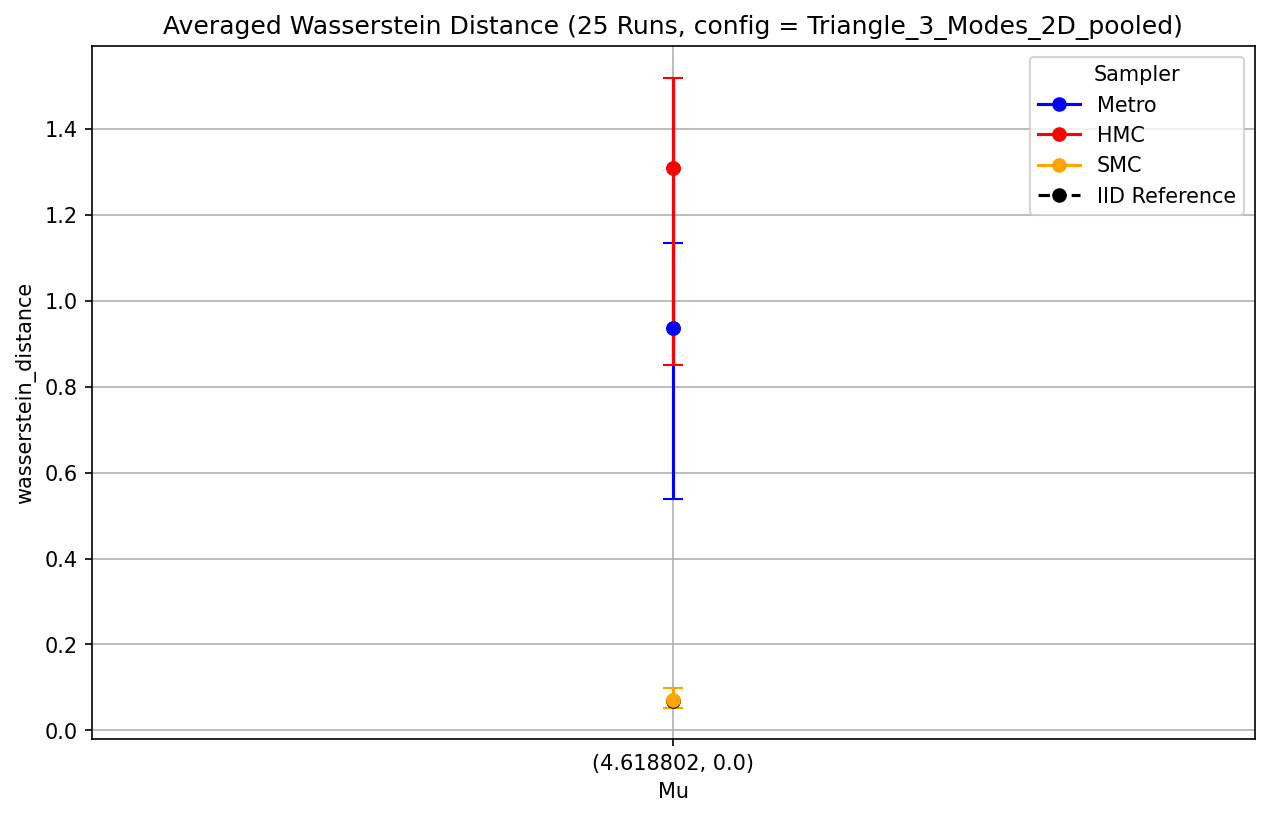 Averaged Wasserstein Distance (25 Runs, config = Triangle_3_Modes_2D_pooled)
Sampler
Metro
HMC
SMC
IID Reference
wasserstein_distance
1.4
1.2
1.0
0.8
0.6
0.4
0.2
0.0
(4.618802, 0.0)
Mu